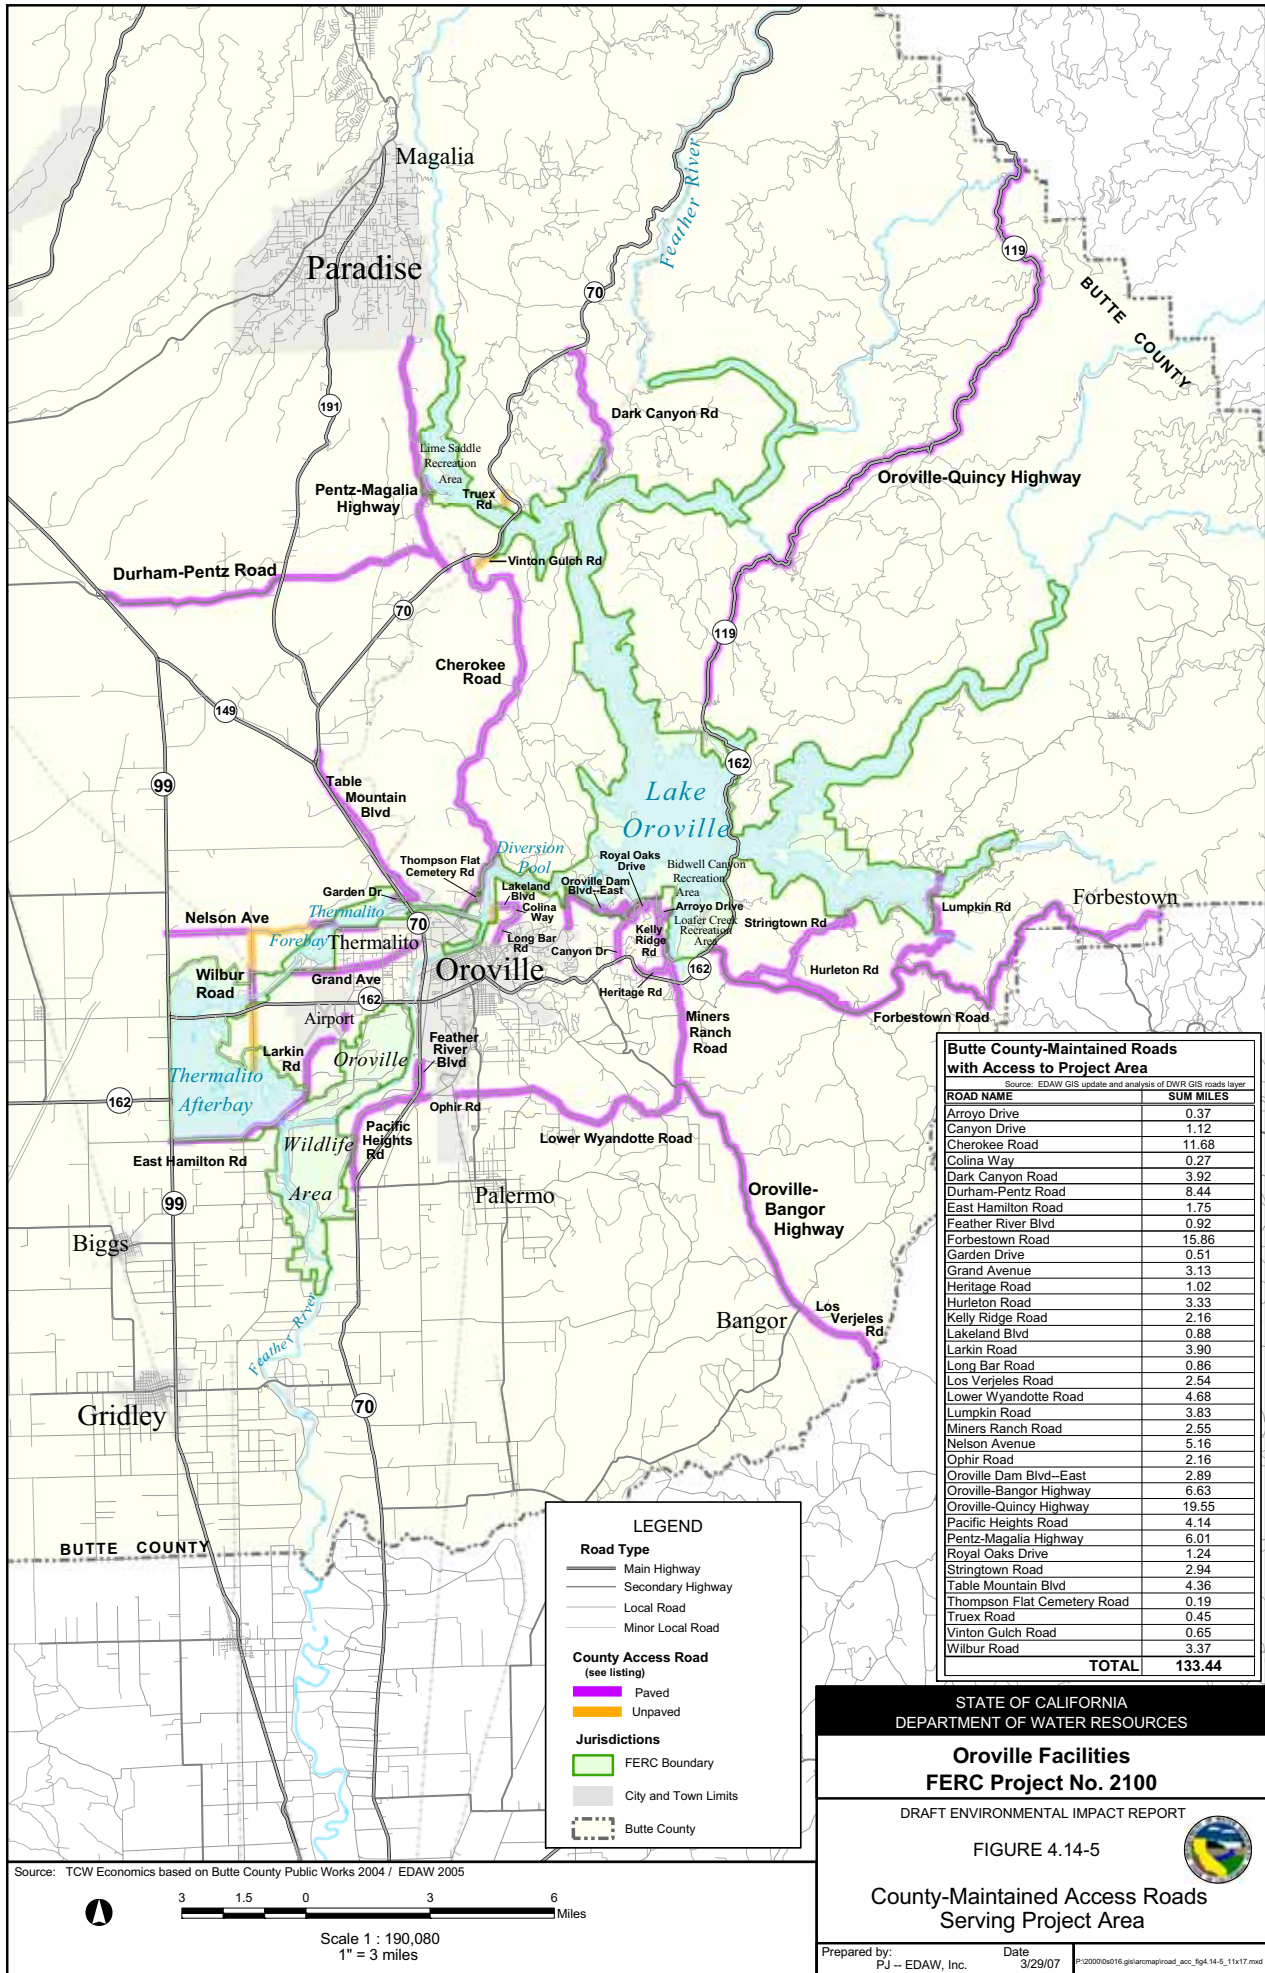 Magalia
Paradise
Feather River
70
119
BUTTE COUNTY
191
Dark Canyon Rd
Lime Saddle
Recreation
Area
Pentz-Magalia
Highway
Truex
Rd
Oroville-Quincy Highway
Vinton Gulch Rd
Durham-Pentz Road
70
119
Cherokee
Road
149
162
99
Table
Mountain
Blvd
Lake
Oroville
Diversion
Pool
Thompson Flat
Cemetery Rd
Royal Oaks
Drive
Bidwell Canyon
Recreation
Area
Lakeland
Blvd
Oroville Dam
Blvd--East
Garden Dr
Colina
Way
Arroyo Drive
Loafer Creek
Recreation
Area
Stringtown Rd
Lumpkin Rd
Forbestown
Nelson Ave
Thermalito
Forebay
70
Thermalito
Long Bar
Rd
Canyon Dr
Kelly
Ridge
Rd
Wilbur
Road
Grand Ave
Oroville
162
Hurleton Rd
162
Heritage Rd
Forbestown Road
Airport
Miners
Ranch
Road
Larkin
Rd
Oroville
Feather
River
Blvd
Thermalito
Afterbay
162
Ophir Rd
Wildlife
Pacific
Heights
Rd
Lower Wyandotte Road
East Hamilton Rd
Area
Palermo
Oroville-
Bangor
Highway
99
Biggs
Bangor
Los
Verjeles
Rd
Feather River
Gridley
70
BUTTE COUNTY
Butte County-Maintained Roads
with Access to Project Area
Source: EDAW GIS update and analysis of DWR GIS roads layer
ROAD NAME SUM MILES
Arroyo Drive 0.37
Canyon Drive 1.12
Cherokee Road 11.68
Colina Way 0.27
Dark Canyon Road 3.92
Durham-Pentz Road 8.44
East Hamilton Road 1.75
Feather River Blvd 0.92
Forbestown Road 15.86
Garden Drive 0.51
Grand Avenue 3.13
Heritage Road 1.02
Hurleton Road 3.33
Kelly Ridge Road 2.16
Lakeland Blvd 0.88
Larkin Road 3.90
Long Bar Road 0.86
Los Verjeles Road 2.54
Lower Wyandotte Road 4.68
Lumpkin Road 3.83
Miners Ranch Road 2.55
Nelson Avenue 5.16
Ophir Road 2.16
Oroville Dam Blvd--East 2.89
Oroville-Bangor Highway 6.63
Oroville-Quincy Highway 19.55
Pacific Heights Road 4.14
Pentz-Magalia Highway 6.01
Royal Oaks Drive 1.24
Stringtown Road 2.94
Table Mountain Blvd 4.36
Thompson Flat Cemetery Road 0.19
Truex Road 0.45
Vinton Gulch Road 0.65
Wilbur Road 3.37
TOTAL 133.44
LEGEND
Road Type
Main Highway
Secondary Highway
Local Road
Minor Local Road
County Access Road
(see listing)
Paved
Unpaved
Jurisdictions
FERC Boundary
City and Town Limits
Butte County
STATE OF CALIFORNIA
DEPARTMENT OF WATER RESOURCES
Oroville Facilities
FERC Project No. 2100
DRAFT ENVIRONMENTAL IMPACT REPORT
FIGURE 4.14-5
County-Maintained Access Roads
Serving Project Area
Prepared by:
PJ -- EDAW, Inc.
Date
3/29/07
Source: TCW Economics based on Butte County Public Works 2004 / EDAW 2005
3 1.5 0 3 6
Miles
Scale 1 : 190,080
1" = 3 miles